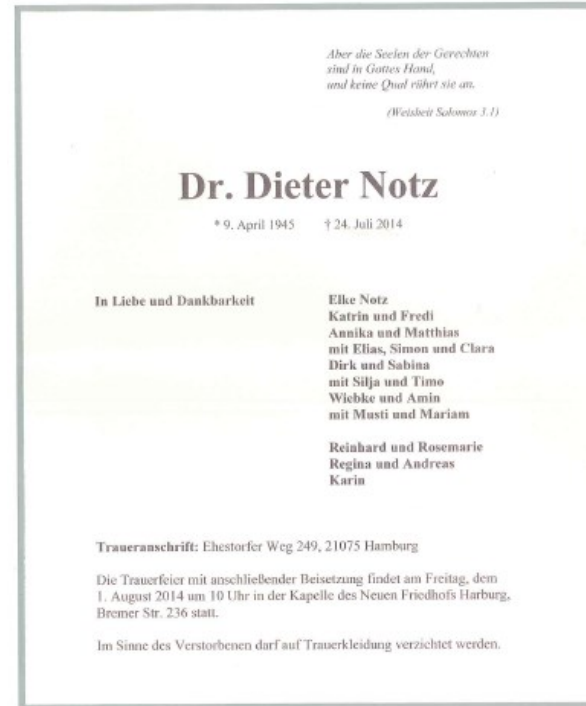 Aber die Seelen der Gerechten
sind in Gottes Hand,
und keine Qual rührt sie an.
(Weisheit Salomos 3.1)
Dr. Dieter Notz
* 9. April 1945 † 24. Juli 2014
In Liebe und Dankbarkeit
Elke Notz
Katrin und Fredi
Annika und Matthias
mit Elias, Simon und Clara
Dirk und Sabina
mit Silja und Timo
Wiebke und Amin
mit Musti und Mariam
Reinhard und Rosemarie
Regina und Andreas
Karin
Traueranschrift: Ehestorfer Weg 249, 21075 Hamburg
Die Trauerfeier mit anschließender Beisetzung findet am Freitag, dem
1. August 2014 um 10 Uhr in der Kapelle des Neuen Friedhofs Harburg,
Bremer Str. 236 statt.
Im Sinne des Verstorbenen darf auf Trauerkleidung verzichtet werden.